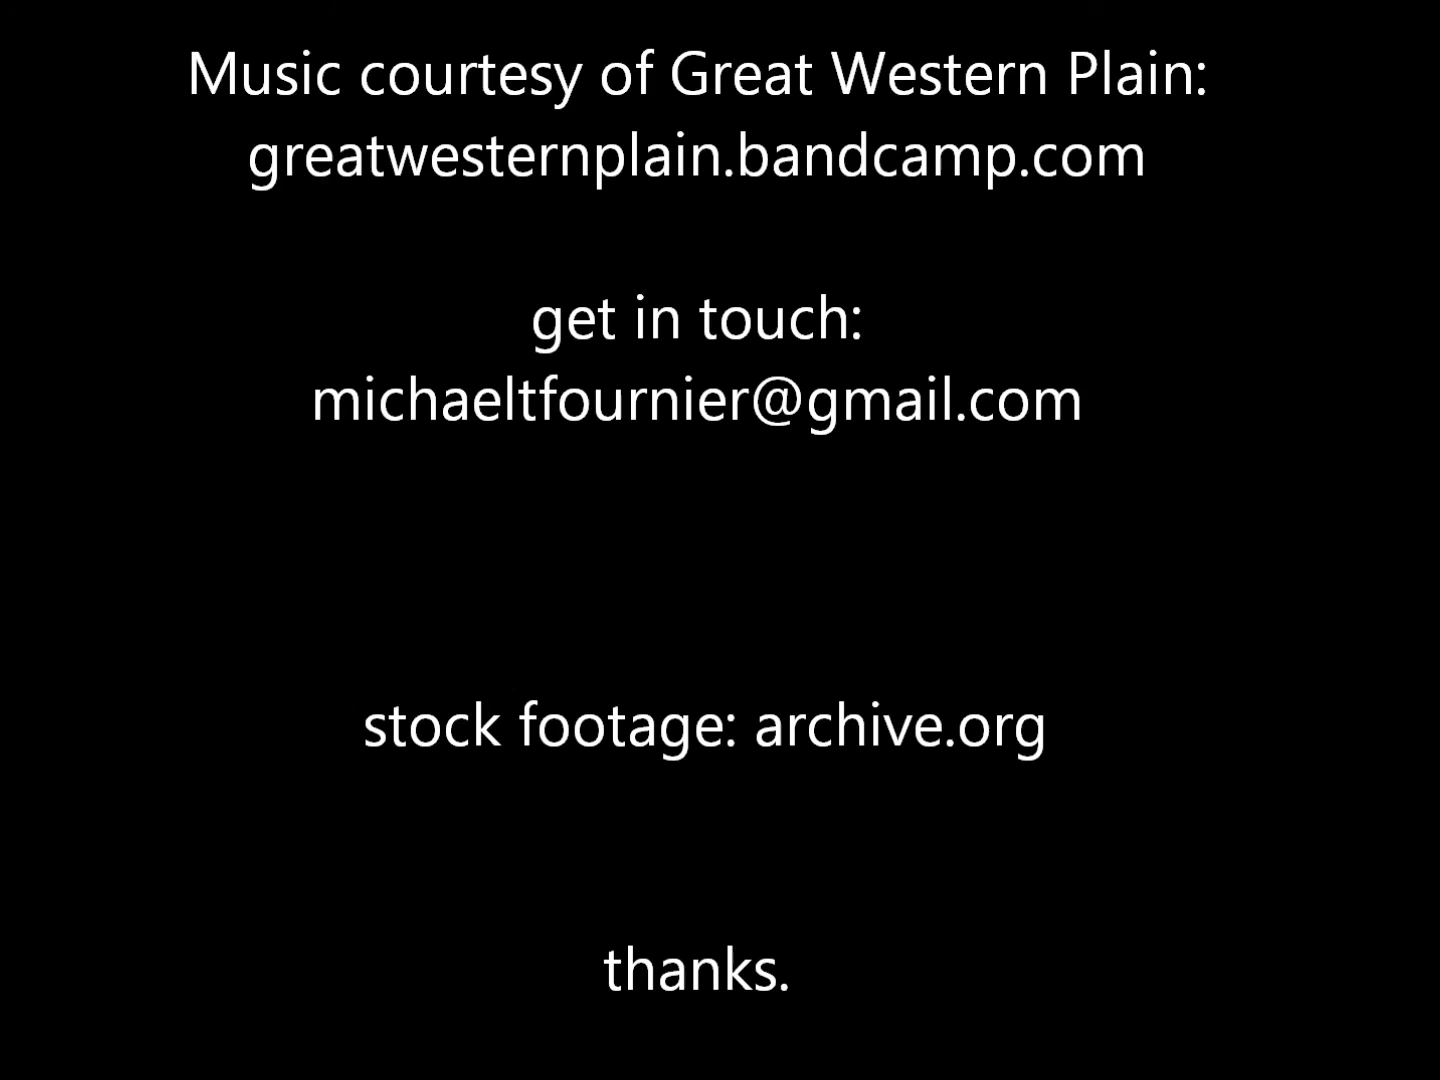 Music courtesy of Great Western Plain:
greatwesternplain.bandcamp.com
get in touch:
michaeltfournier@gmail.com
stock footage: archive.org
thanks.